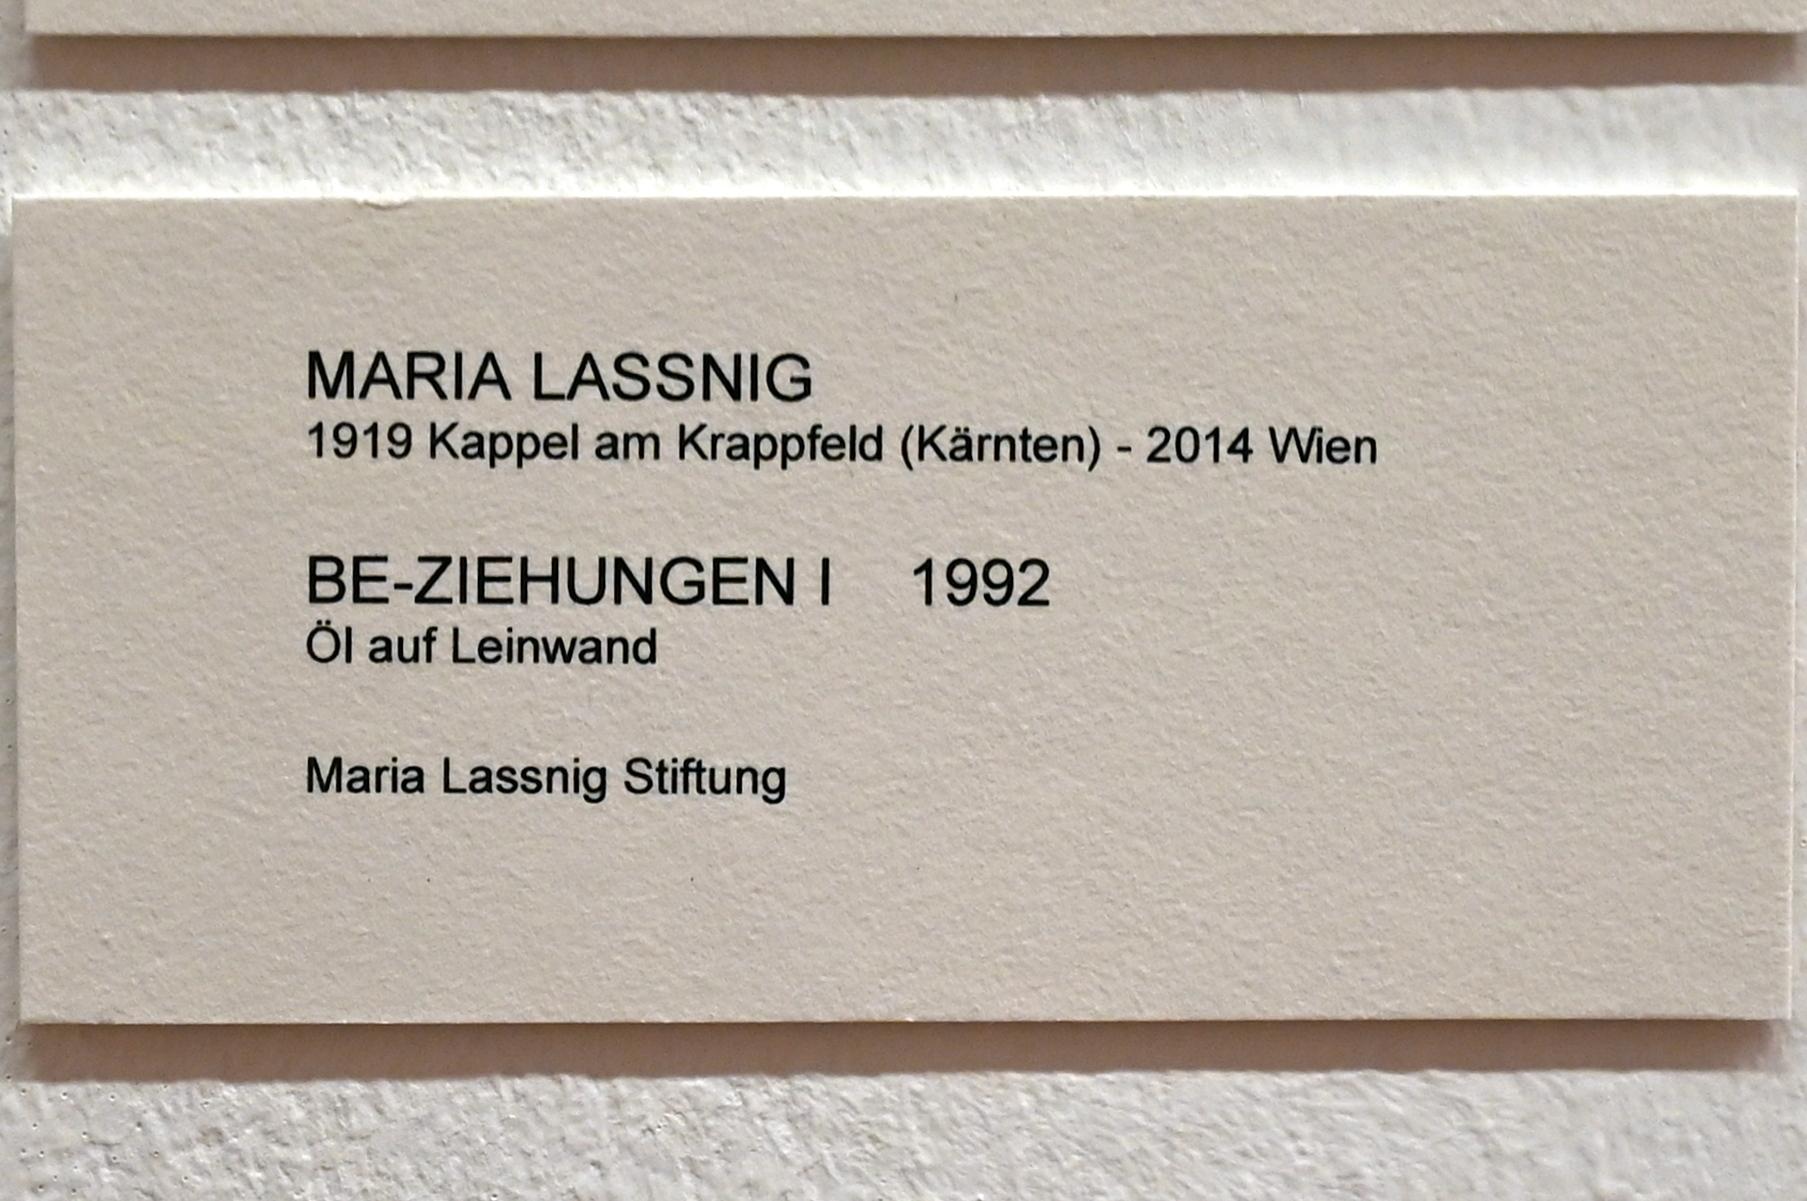 MARIA LASSNIG
1919 Kappel am Krappfeld (Kärnten) - 2014 Wien
BE-ZIEHUNGEN I 1992
Öl auf Leinwand
Maria Lassnig Stiftung